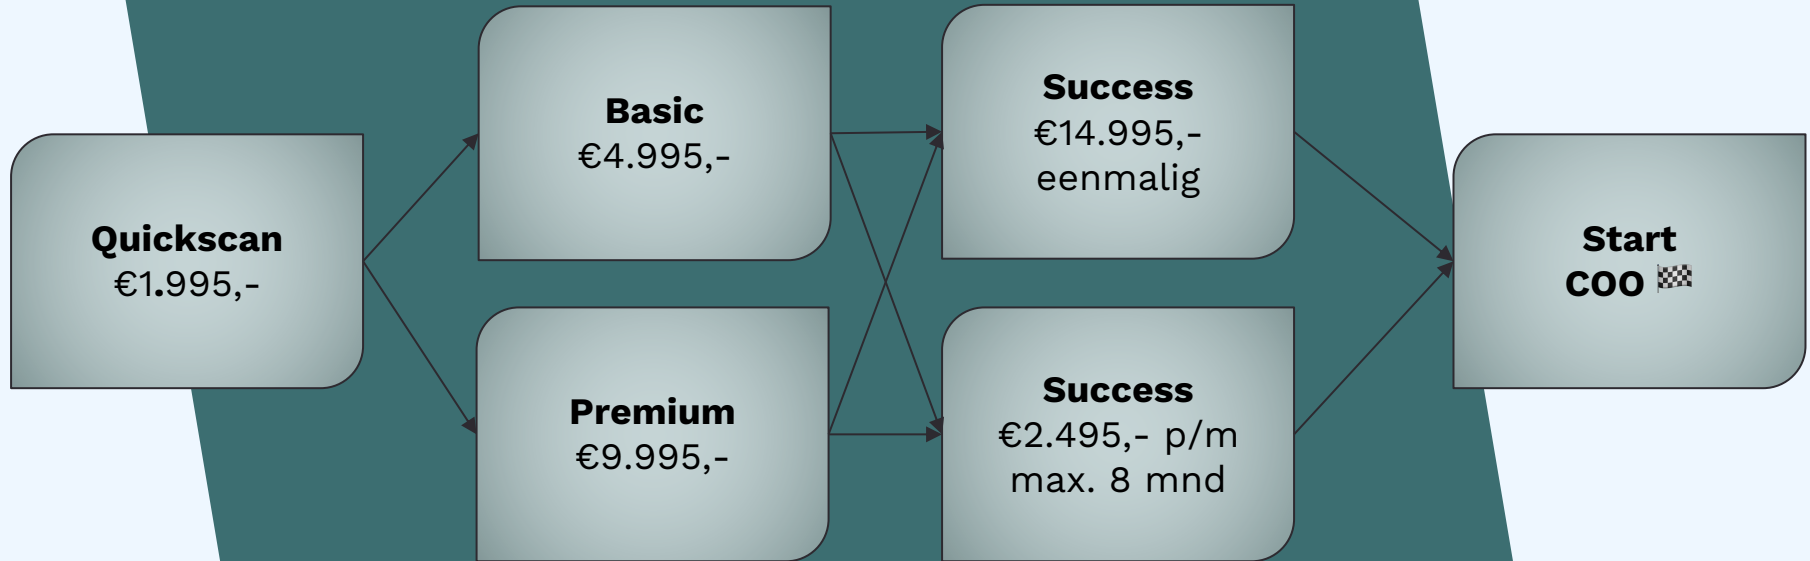 Quickscan
€1.995,-
Basic
€4.995,-
Premium
€9.995,-
Success
€14.995,-
eenmalig
Success
€2.495,- p/m
max. 8 mnd
Start
COO 🏁